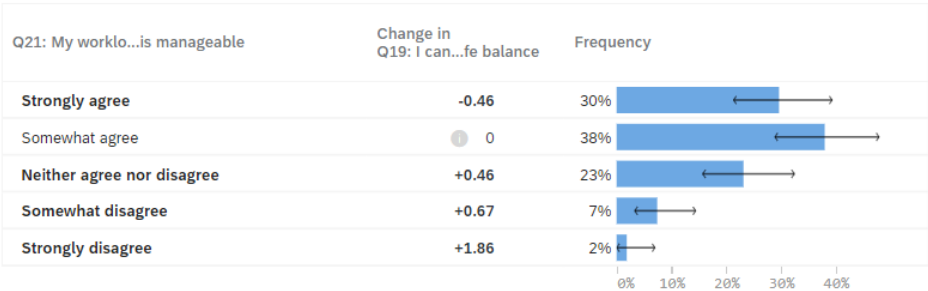 Q21: My worklo...is manageable
Change in
Q19: I can...fe balance
Frequency
Strongly agree -0.46 30%
Somewhat agree i 0 38%
Neither agree nor disagree +0.46 23%
Somewhat disagree +0.67 7%
Strongly disagree +1.86 2%
0% 10% 20% 30% 40%